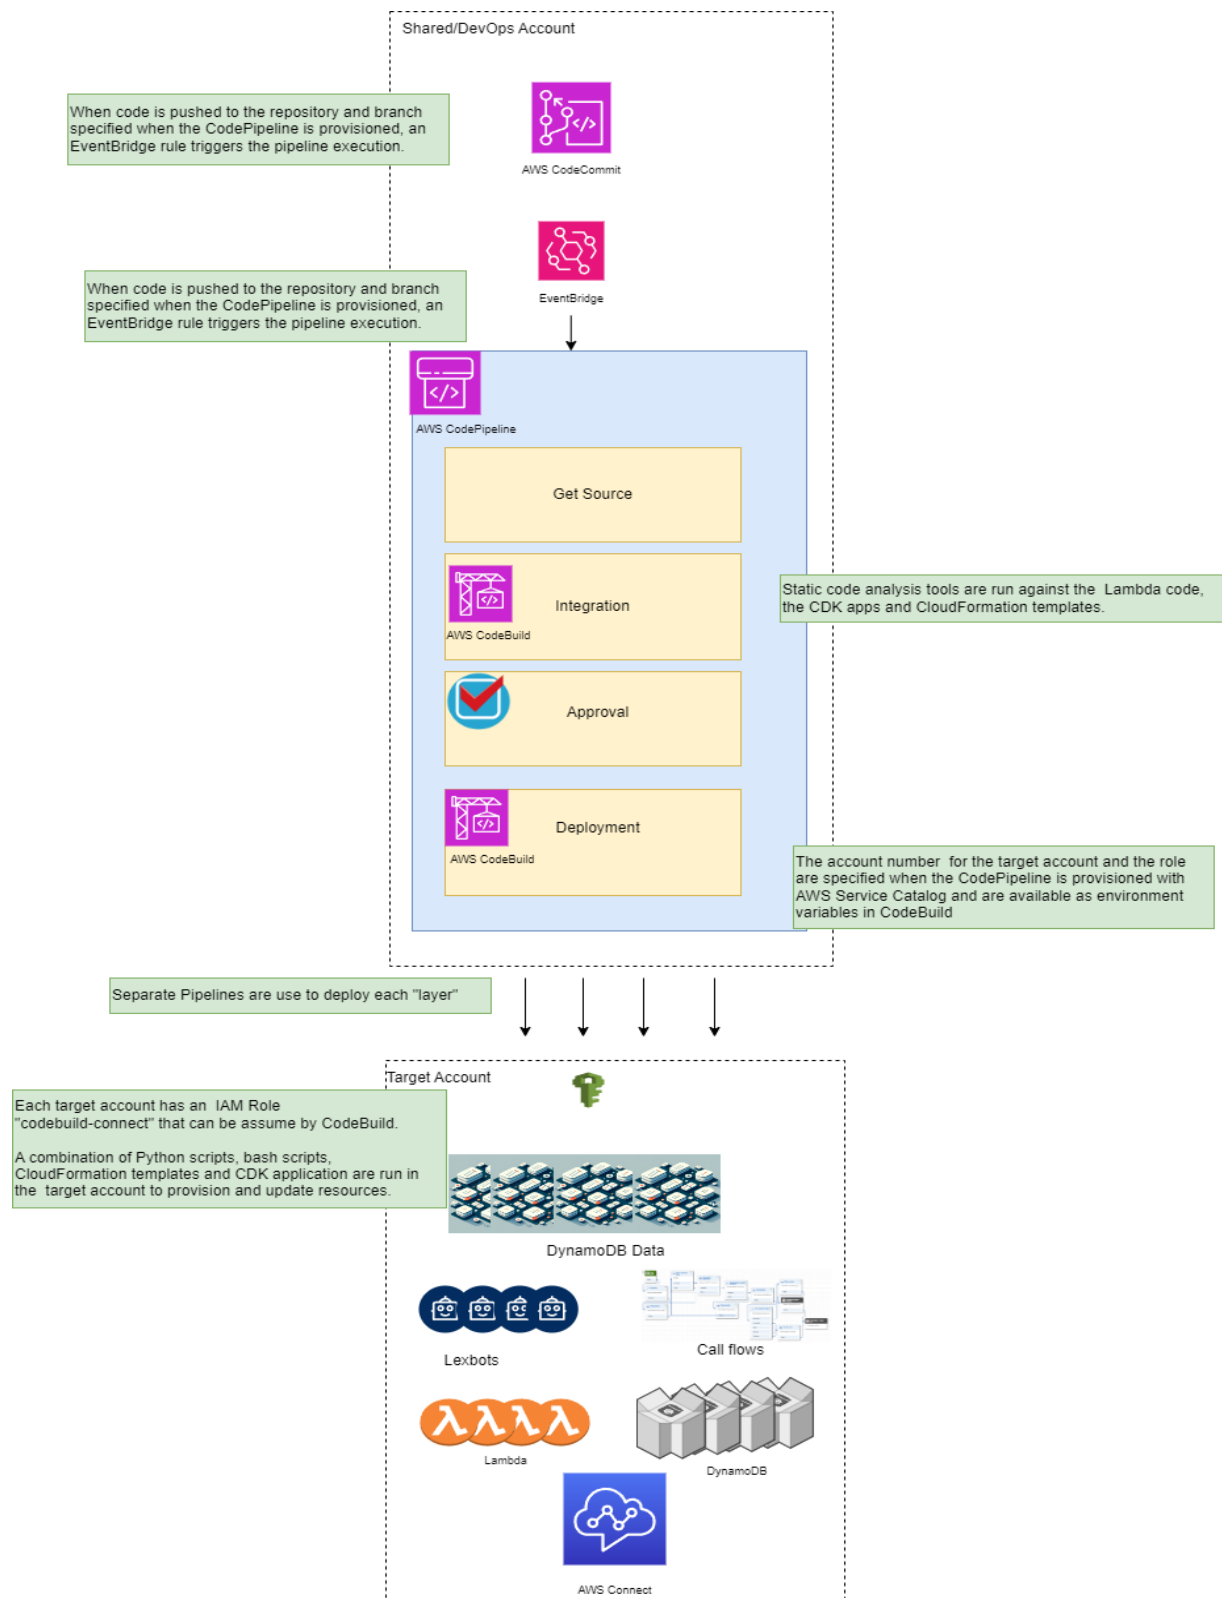 Shared/DevOps Account
When code is pushed to the repository and branch
specified when the CodePipeline is provisioned, an
EventBridge rule triggers the pipeline execution.
AWS CodeCommit
When code is pushed to the repository and branch
specified when the CodePipeline is provisioned, an
EventBridge rule triggers the pipeline execution.
EventBridge
AWS CodePipeline
Get Source
Integration
AWS CodeBuild
Static code analysis tools are run against the Lambda code,
the CDK apps and CloudFormation templates.
Approval
Deployment
AWS CodeBuild
The account number for the target account and the role
are specified when the CodePipeline is provisioned with
AWS Service Catalog and are available as environment
variables in CodeBuild
Separate Pipelines are use to deploy each "layer"
Target Account
Each target account has an IAM Role
"codebuild-connect" that can be assume by CodeBuild.
A combination of Python scripts, bash scripts,
CloudFormation templates and CDK application are run in
the target account to provision and update resources.
DynamoDB Data
Lexbots
Call flows
Lambda
DynamoDB
AWS Connect